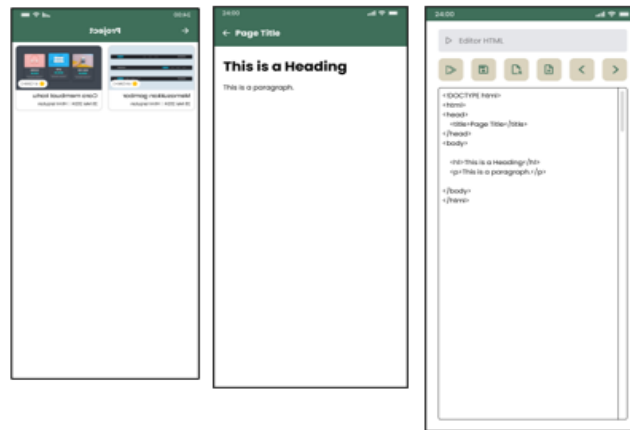 24:00
Project
Memasukkan gambar
Cara membuat kartu
24:00
← Page Title
This is a Heading
This is a paragraph.
24:00
Editor HTML
<!DOCTYPE html>
<html>
<head>
<title>Page Title</title>
</head>
<body>
<h1>This is a Heading</h1>
<p>This is a paragraph.</p>
</body>
</html>